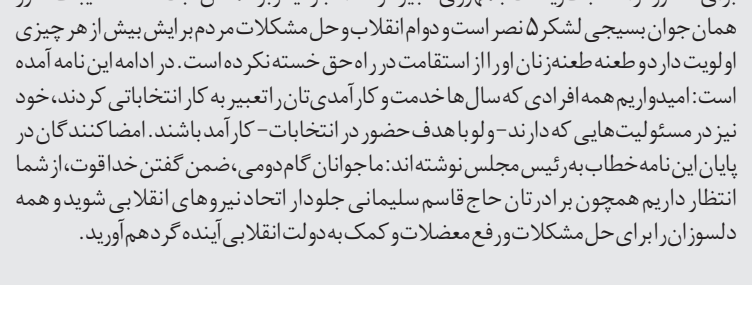 همان جوان بسیجی لشکر ۵ نصر است و دوام انقلاب و حل مشکلات مردم برایش بیش از هر چیزی
اولویت دارد و طعنه طعنه‌زنان او را از استقامت در راه حق خسته نکرده است. در ادامه این نامه آمده
است: امیدواریم همه افرادی که سال‌ها خدمت و کارآمدی‌تان را تعبیر به کار انتخاباتی کردند، خود
نیز در مسئولیت‌هایی که دارند -ولو با هدف حضور در انتخابات- کارآمد باشند. امضاکنندگان در
پایان این نامه خطاب به رئیس مجلس نوشته‌اند: ما جوانان گام دومی، ضمن گفتن خدا قوت، از شما
انتظار داریم همچون برادرتان حاج قاسم سلیمانی جلودار اتحاد نیروهای انقلابی شوید و همه
دلسوزان را برای حل مشکلات و رفع معضلات و کمک به دولت انقلابی آینده گرد هم آورید.